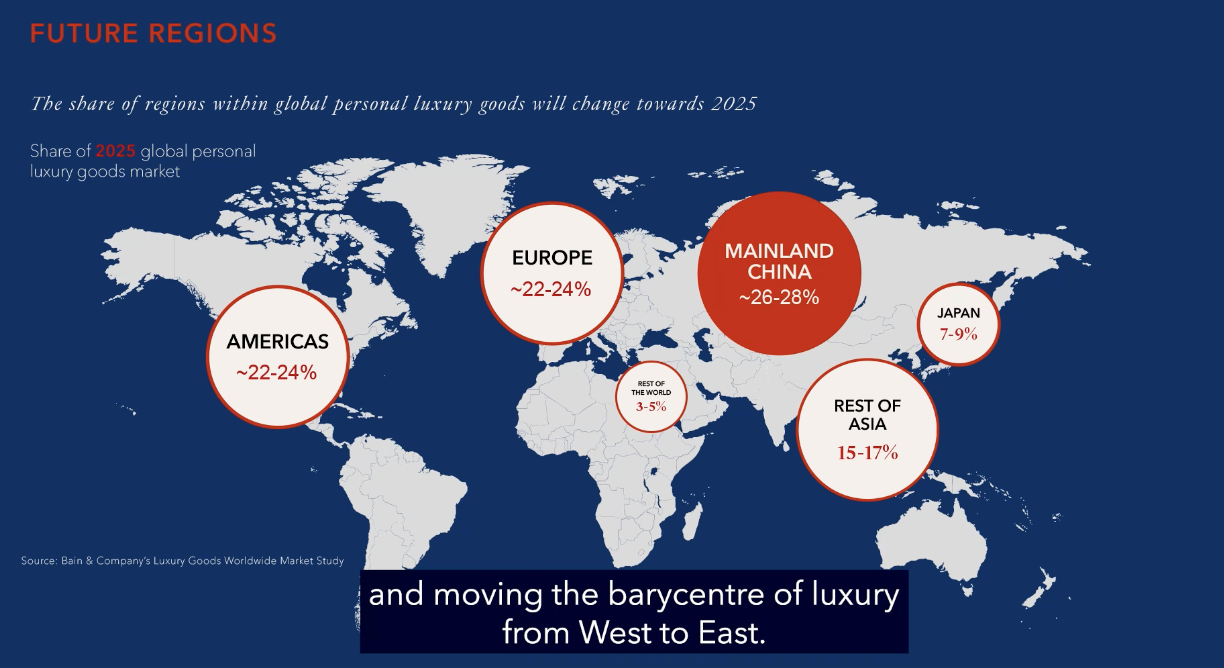 FUTURE REGIONS
The share of regions within global personal luxury goods will change towards 2025
Share of 2025 global personal
luxury goods market
EUROPE
~22-24%
MAINLAND
CHINA
~26-28%
AMERICAS
~22-24%
JAPAN
7-9%
REST OF
THE WORLD
3-5%
REST OF
ASIA
15-17%
Source: Bain & Company's Luxury Goods Worldwide Market Study
and moving the barycentre of luxury
from West to East.